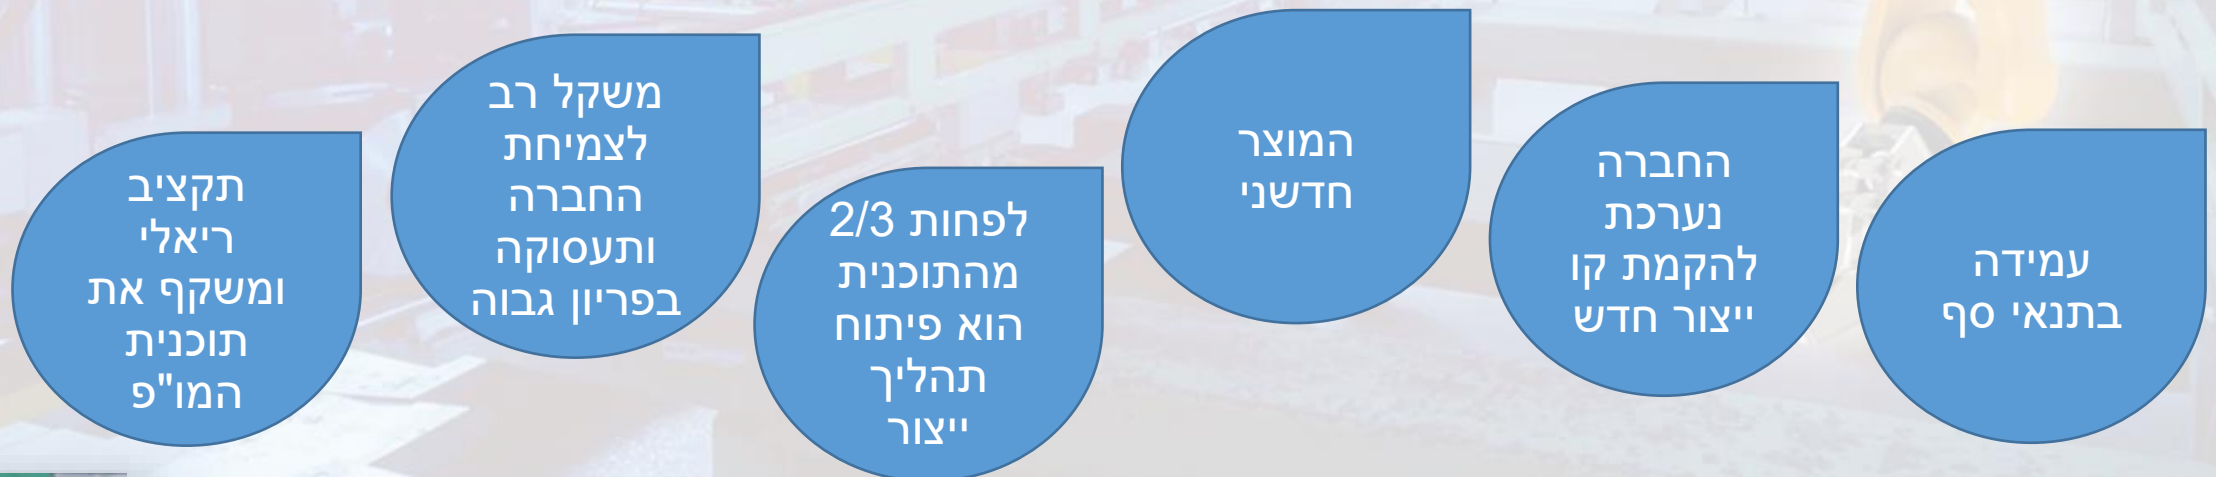 עמידה
בתנאי סף
החברה
נערכת
להקמת קו
ייצור חדש
המוצר
חדשני
לפחות 2/3
מהתוכנית
הוא פיתוח
תהליך
ייצור
משקל רב
לצמיחת
החברה
ותעסוקה
בפריון גבוה
תקציב
ריאלי
ומשקף את
תוכנית
המו"פ